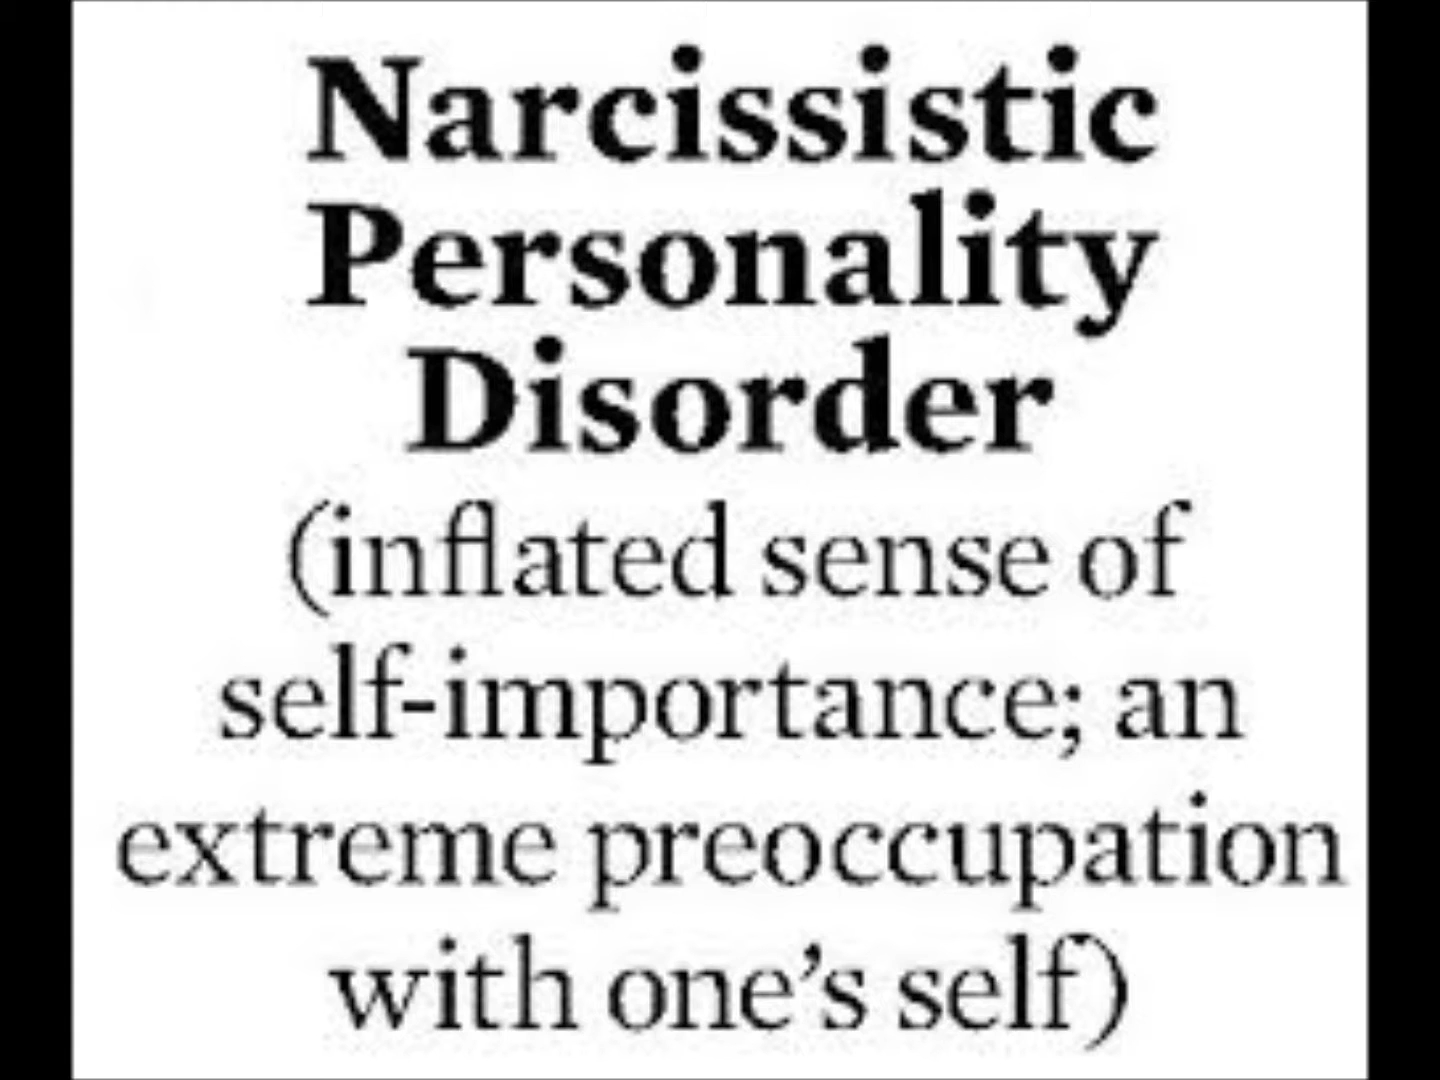 Narcissistic
Personality
Disorder
(inflated sense of
self-importance; an
extreme preoccupation
with one’s self)